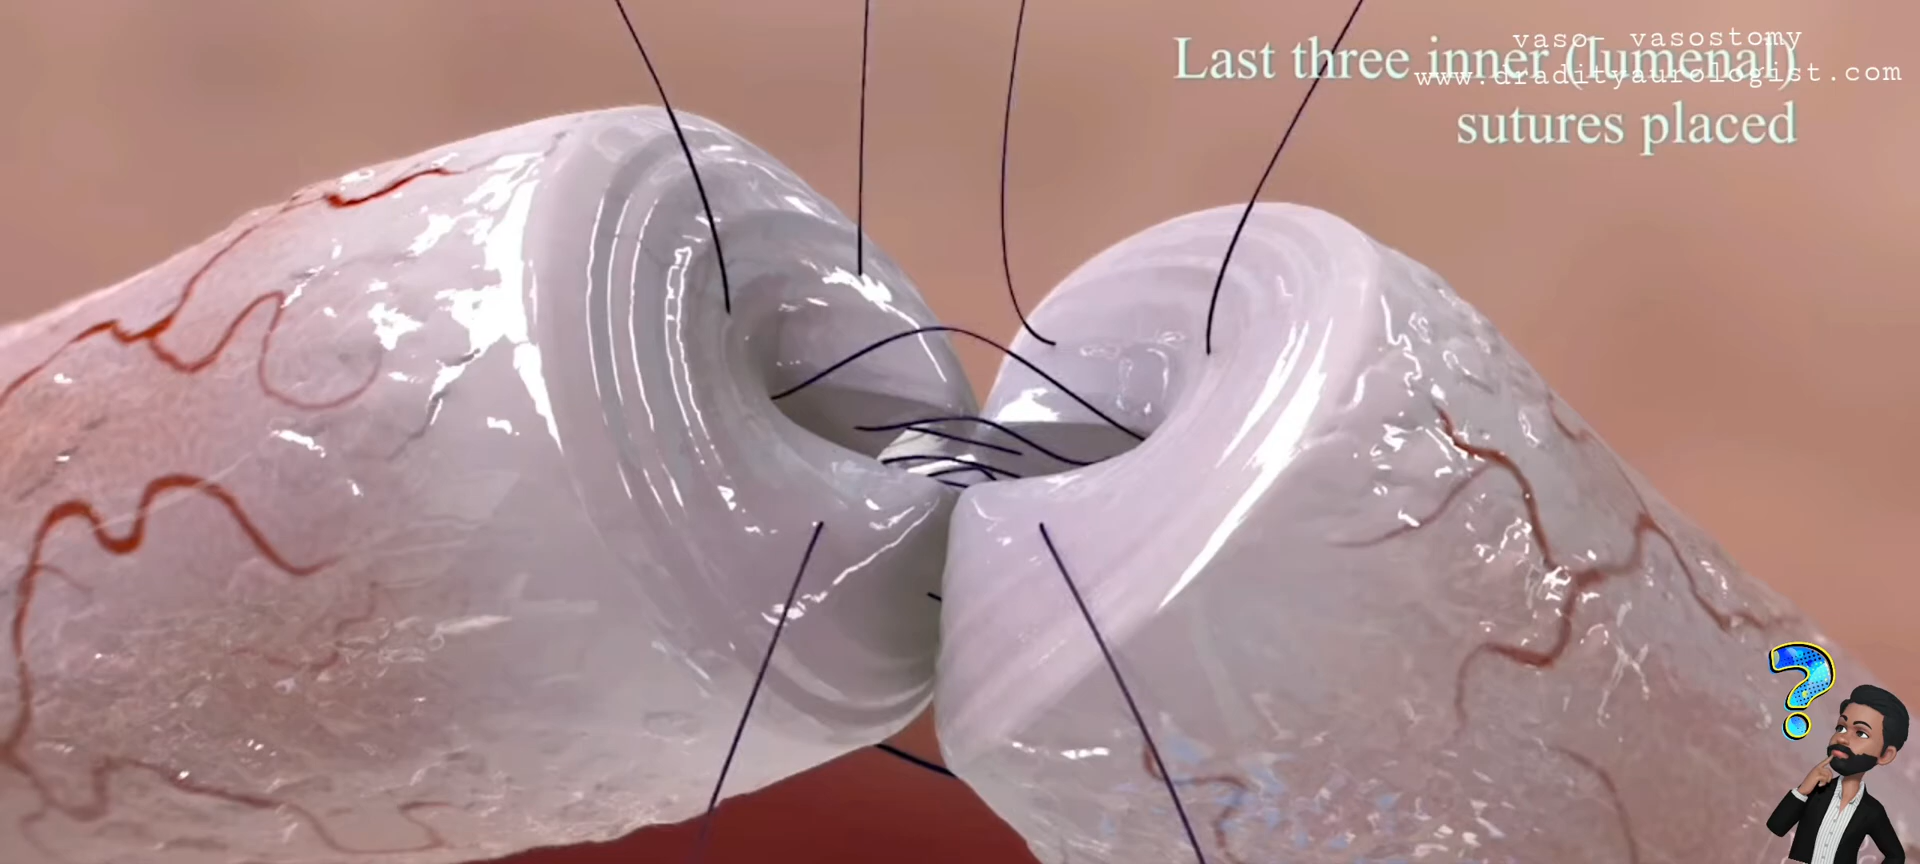 vaso- vasostomy
Last three inner (lumenal)
www.dradityaurologist.com
sutures placed